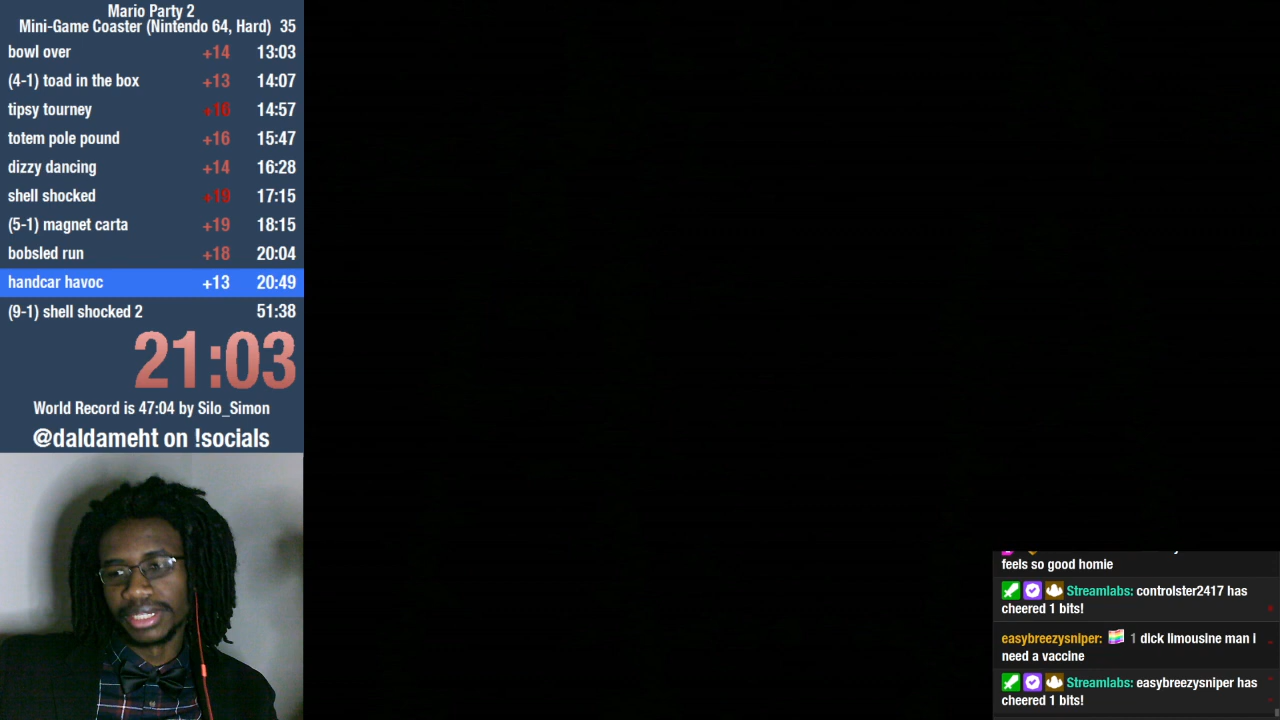 Mario Party 2
Mini-Game Coaster (Nintendo 64, Hard) 35
bowl over +14 13:03
(4-1) toad in the box +13 14:07
tipsy tourney +16 14:57
totem pole pound +16 15:47
dizzy dancing +14 16:28
shell shocked +19 17:15
(5-1) magnet carta +19 18:15
bobsled run +18 20:04
handcar havoc +13 20:49
(9-1) shell shocked 2 51:38
21:03
World Record is 47:04 by Silo_Simon
@daldameht on !socials
feels so good homie
Streamlabs: controlster2417 has
cheered 1 bits!
easybreezysniper: 1 dick limousine man i
need a vaccine
Streamlabs: easybreezysniper has
cheered 1 bits!